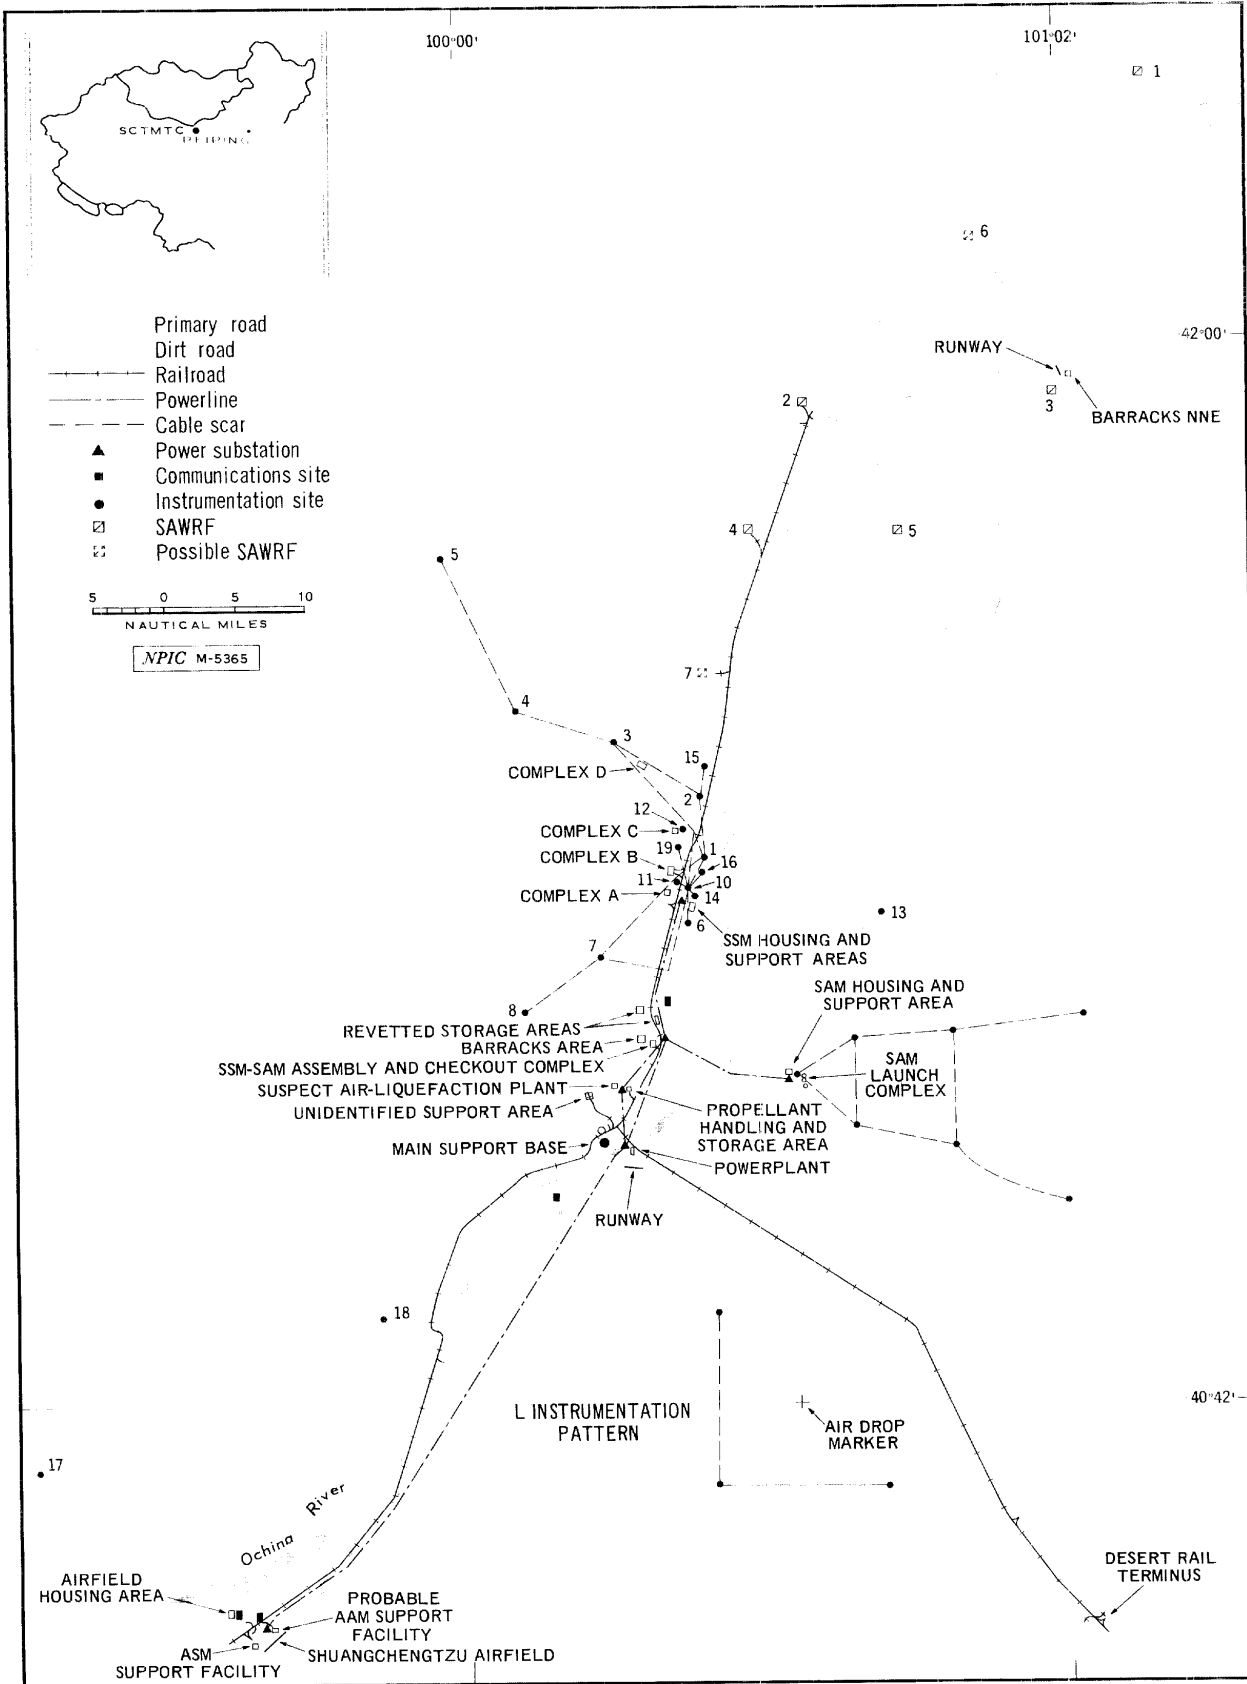 100°00'
101°02'
1
SCTMTC
PEIPING
6
Primary road
Dirt road
Railroad
Powerline
Cable scar
Power substation
Communications site
Instrumentation site
SAWRF
Possible SAWRF
5 0 5 10
NAUTICAL MILES
NPIC M-5365
42°00'
RUNWAY
3
BARRACKS NNE
2
4
5
5
7
4
3
15
COMPLEX D
2
12
COMPLEX C
19
1
COMPLEX B
16
11
10
COMPLEX A
14
13
6
SSM HOUSING AND
SUPPORT AREAS
7
SAM HOUSING AND
SUPPORT AREA
8
REVETTED STORAGE AREAS
BARRACKS AREA
SSM-SAM ASSEMBLY AND CHECKOUT COMPLEX
SAM
LAUNCH
COMPLEX
SUSPECT AIR-LIQUEFACTION PLANT
UNIDENTIFIED SUPPORT AREA
PROPELLANT
HANDLING AND
STORAGE AREA
MAIN SUPPORT BASE
POWERPLANT
RUNWAY
18
40°42'
L INSTRUMENTATION
PATTERN
AIR DROP
MARKER
17
Ochina River
DESERT RAIL
TERMINUS
AIRFIELD
HOUSING AREA
PROBABLE
AAM SUPPORT
FACILITY
ASM
SUPPORT FACILITY
SHUANGCHENGTZU AIRFIELD